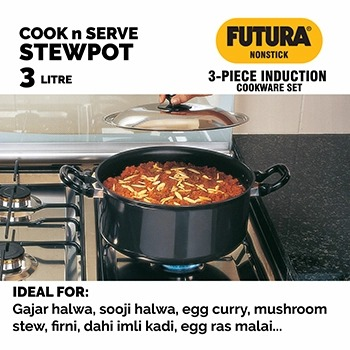 COOK n SERVE
STEWPOT
3 LITRE
FUTURA®
NONSTICK
3-PIECE INDUCTION
COOKWARE SET
IDEAL FOR:
Gajar halwa, sooji halwa, egg curry, mushroom
stew, firni, dahi imli kadi, egg ras malai...